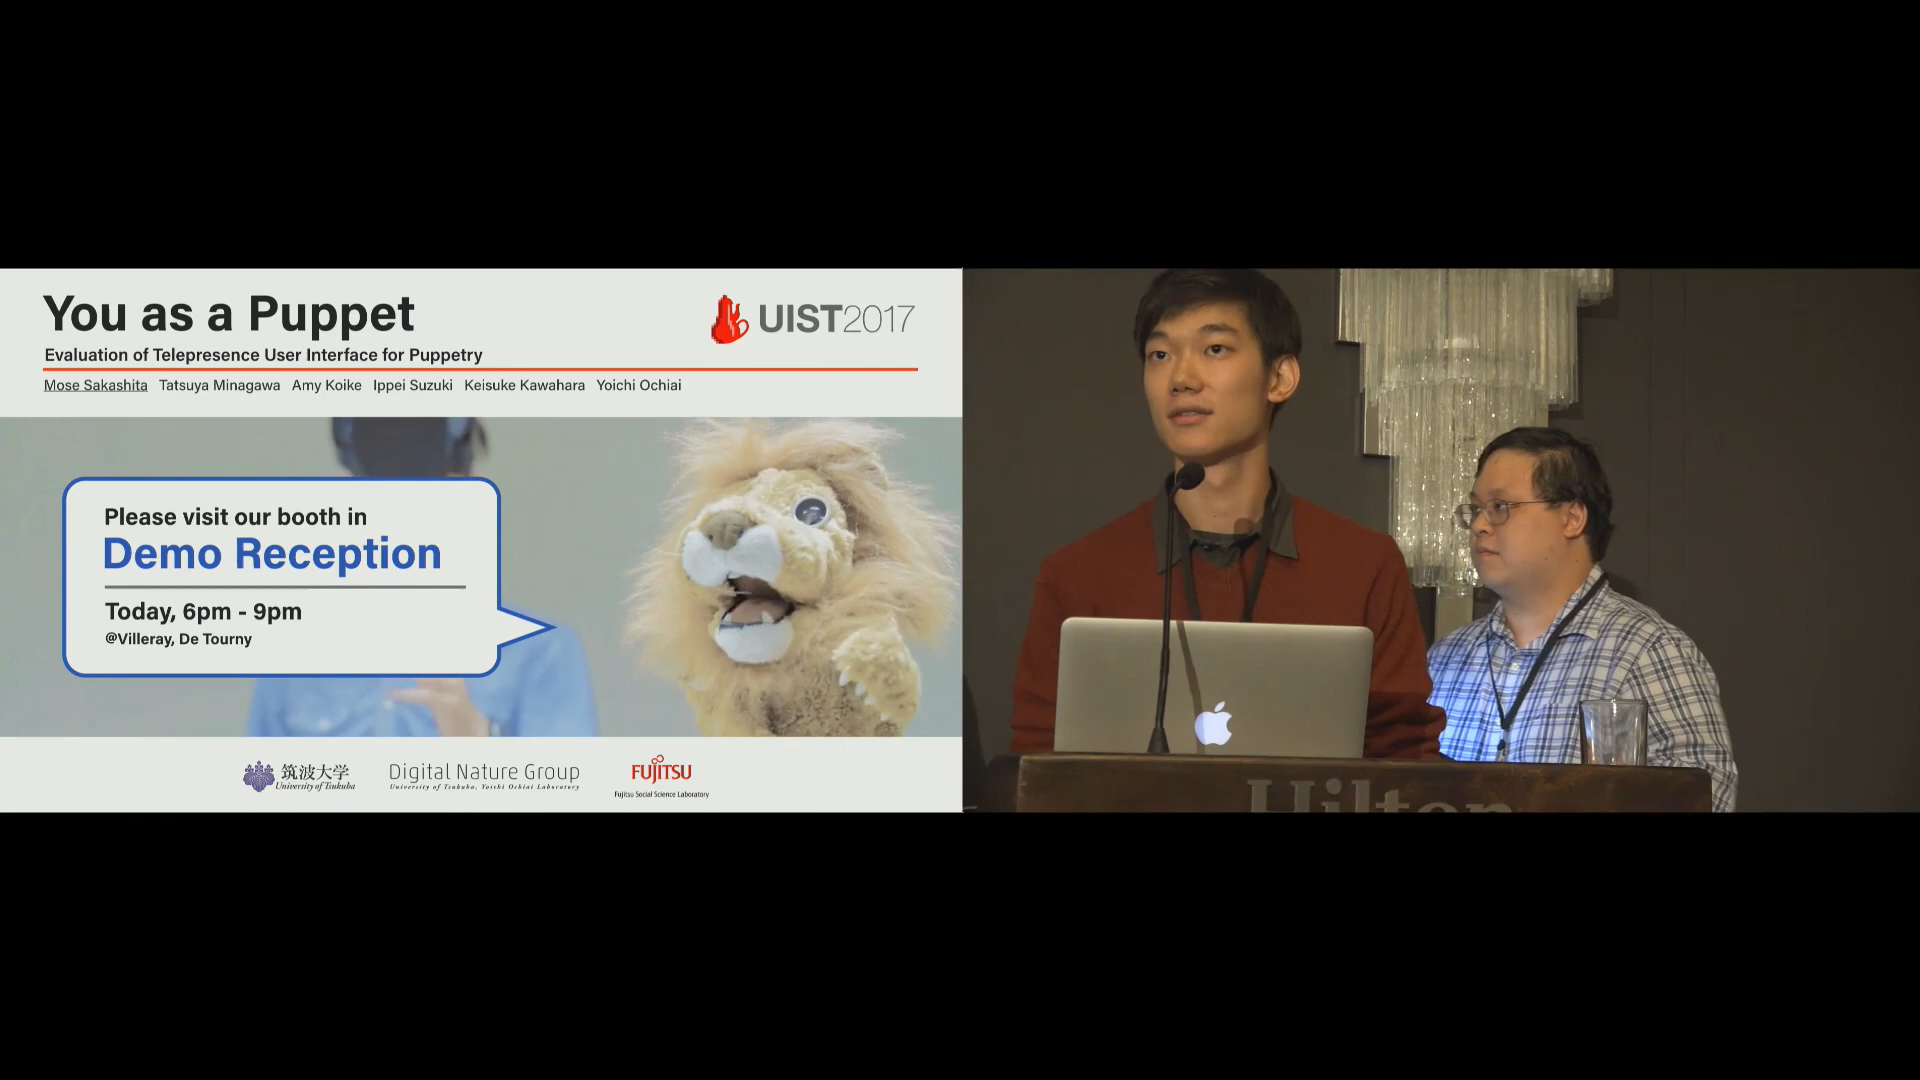 You as a Puppet
UIST2017
Evaluation of Telepresence User Interface for Puppetry
Mose Sakashita Tatsuya Minagawa Amy Koike Ippei Suzuki Keisuke Kawahara Yoichi Ochiai
Please visit our booth in
Demo Reception
Today, 6pm - 9pm
@Villeray, De Tourny
筑波大学
University of Tsukuba
Digital Nature Group
University of Tsukuba, Yoichi Ochiai Laboratory
FUJITSU
Fujitsu Social Science Laboratory
Hilton